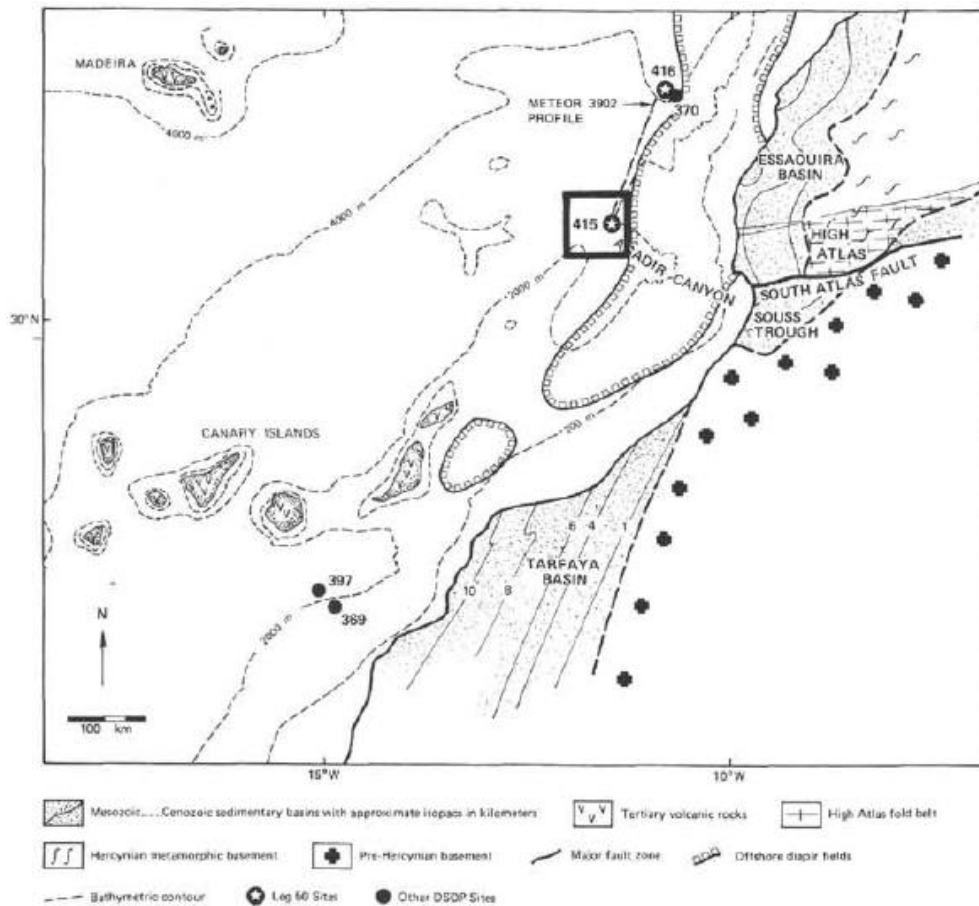 MADEIRA
4000 m
416
370
METEOR 3902
PROFILE
ESSAOUIRA
BASIN
4000 m
415
HIGH
ATLAS
ADIR CANYON
SOUTH ATLAS FAULT
2000 m
SOUSS
TROUGH
30°N
CANARY ISLANDS
200 m
6 4 1
TARFAYA
BASIN
10 8
397
369
2000 m
N
100 km
15°W
10°W
Mesozoic....Cenozoic sedimentary basins with approximate isopacs in kilometers
Tertiary volcanic rocks
High Atlas fold belt
Hercynian metamorphic basement
Pre-Hercynian basement
Major fault zone
Offshore diapir fields
Bathymetric contour
Leg 50 Sites
Other DSDP Sites